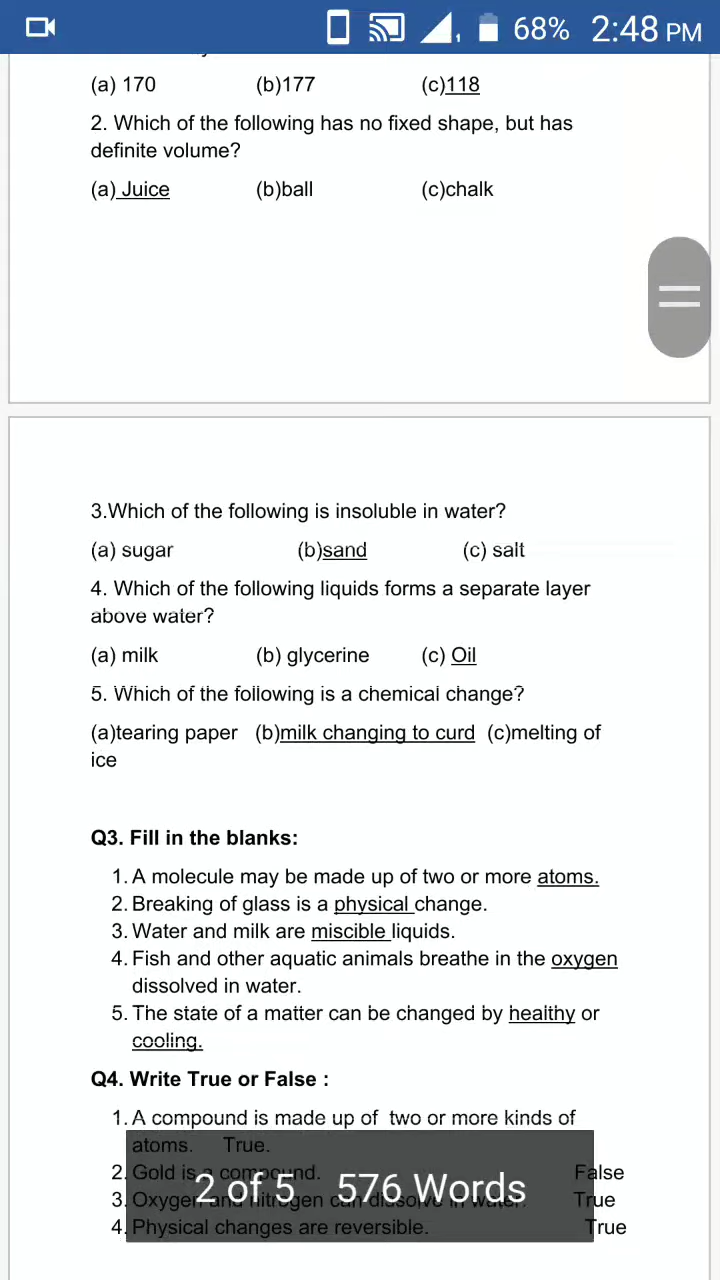 68% 2:48 PM
(a) 170 (b)177 (c)118
2. Which of the following has no fixed shape, but has
definite volume?
(a) Juice (b)ball (c)chalk
3.Which of the following is insoluble in water?
(a) sugar (b)sand (c) salt
4. Which of the following liquids forms a separate layer
above water?
(a) milk (b) glycerine (c) Oil
5. Which of the following is a chemical change?
(a)tearing paper (b)milk changing to curd (c)melting of
ice
Q3. Fill in the blanks:
1. A molecule may be made up of two or more atoms.
2. Breaking of glass is a physical change.
3. Water and milk are miscible liquids.
4. Fish and other aquatic animals breathe in the oxygen
dissolved in water.
5. The state of a matter can be changed by healthy or
cooling.
Q4. Write True or False :
1. A compound is made up of two or more kinds of
atoms. True.
2. Gold is a compound. False
2 of 5 576 Words
3. Oxygen and nitrogen can dissolve in water. True
4. Physical changes are reversible. True